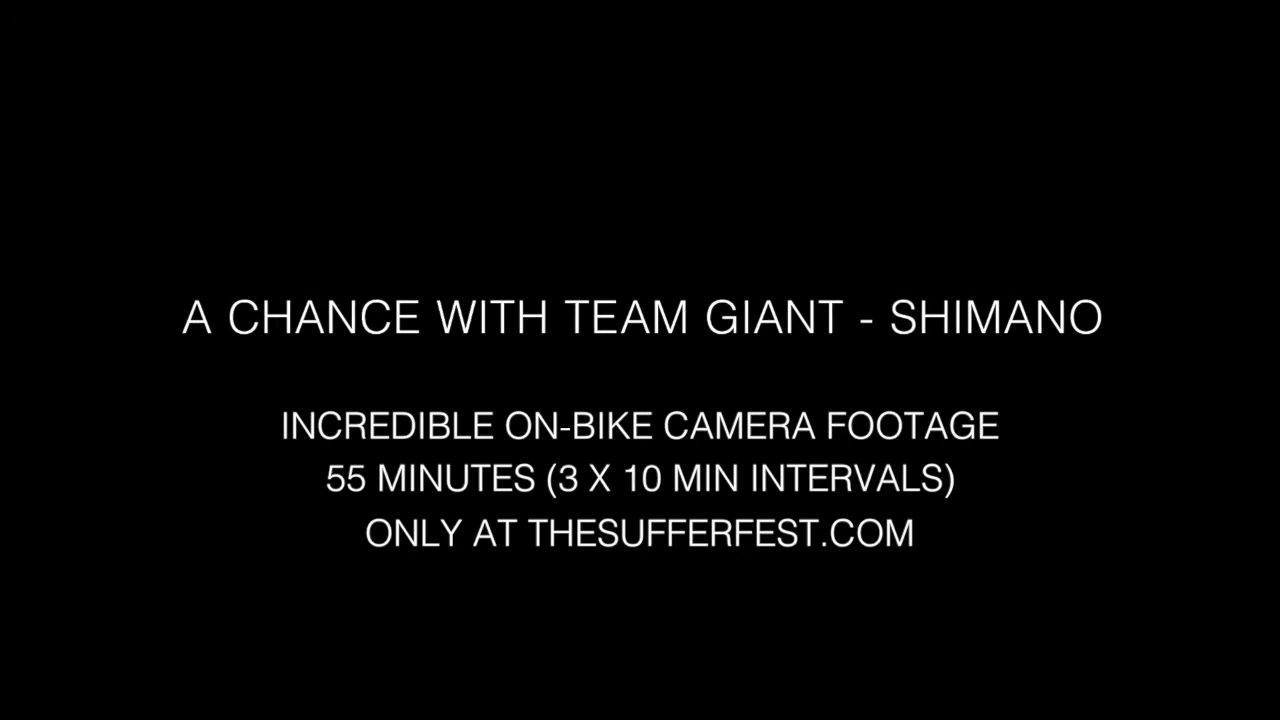 A CHANCE WITH TEAM GIANT - SHIMANO
INCREDIBLE ON-BIKE CAMERA FOOTAGE
55 MINUTES (3 X 10 MIN INTERVALS)
ONLY AT THESUFFERFEST.COM